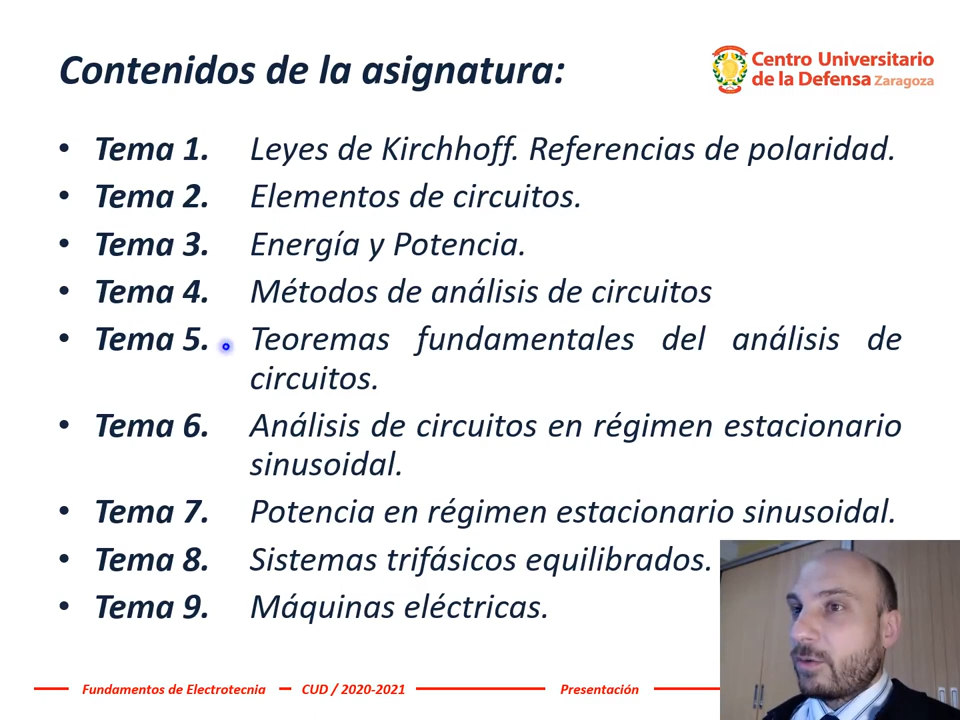 Contenidos de la asignatura:
Centro Universitario
de la Defensa Zaragoza
• Tema 1. Leyes de Kirchhoff. Referencias de polaridad.
• Tema 2. Elementos de circuitos.
• Tema 3. Energía y Potencia.
• Tema 4. Métodos de análisis de circuitos
• Tema 5. Teoremas fundamentales del análisis de
circuitos.
• Tema 6. Análisis de circuitos en régimen estacionario
sinusoidal.
• Tema 7. Potencia en régimen estacionario sinusoidal.
• Tema 8. Sistemas trifásicos equilibrados.
• Tema 9. Máquinas eléctricas.
Fundamentos de Electrotecnia CUD / 2020-2021 Presentación